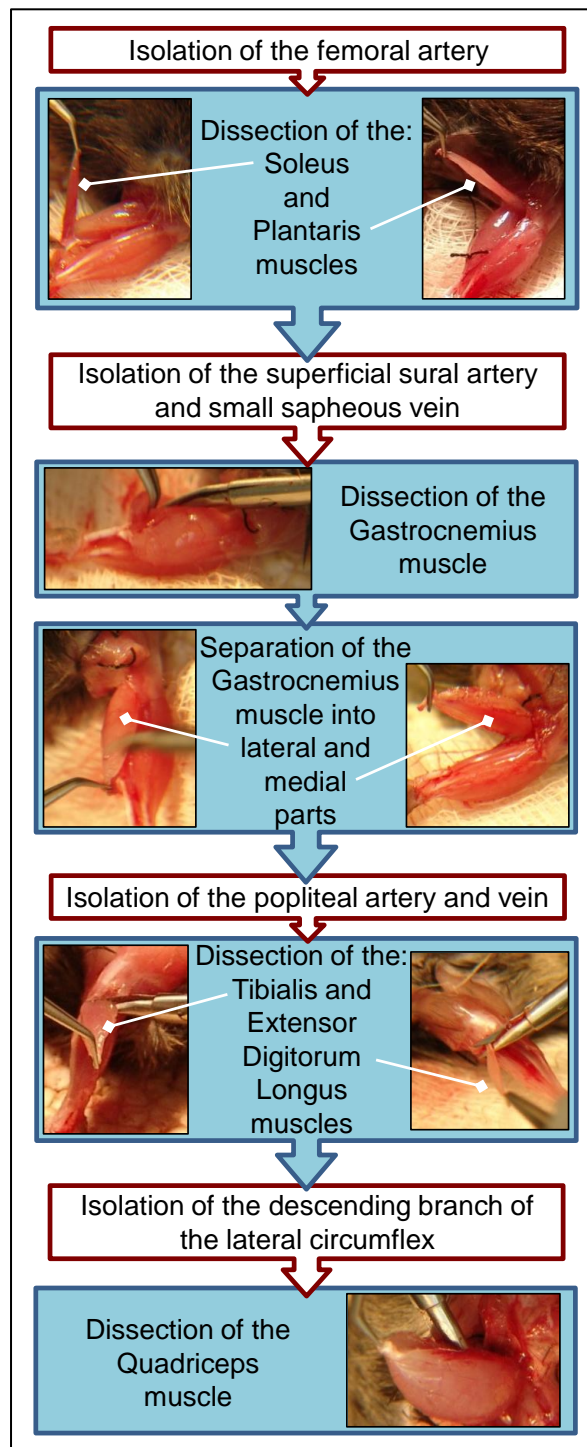 Isolation of the femoral artery
Dissection of the:
Soleus
and
Plantaris
muscles
Isolation of the superficial sural artery
and small sapheous vein
Dissection of the
Gastrocnemius
muscle
Separation of the
Gastrocnemius
muscle into
lateral and
medial
parts
Isolation of the popliteal artery and vein
Dissection of the:
Tibialis and
Extensor
Digitorum
Longus
muscles
Isolation of the descending branch of
the lateral circumflex
Dissection of the
Quadriceps
muscle